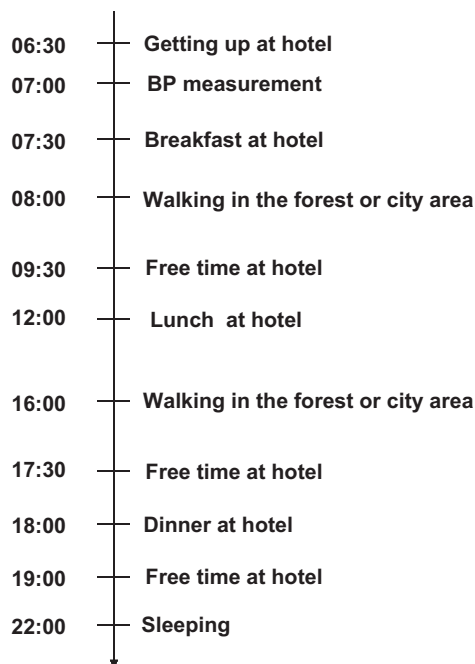 06:30 Getting up at hotel
07:00 BP measurement
07:30 Breakfast at hotel
08:00 Walking in the forest or city area
09:30 Free time at hotel
12:00 Lunch at hotel
16:00 Walking in the forest or city area
17:30 Free time at hotel
18:00 Dinner at hotel
19:00 Free time at hotel
22:00 Sleeping